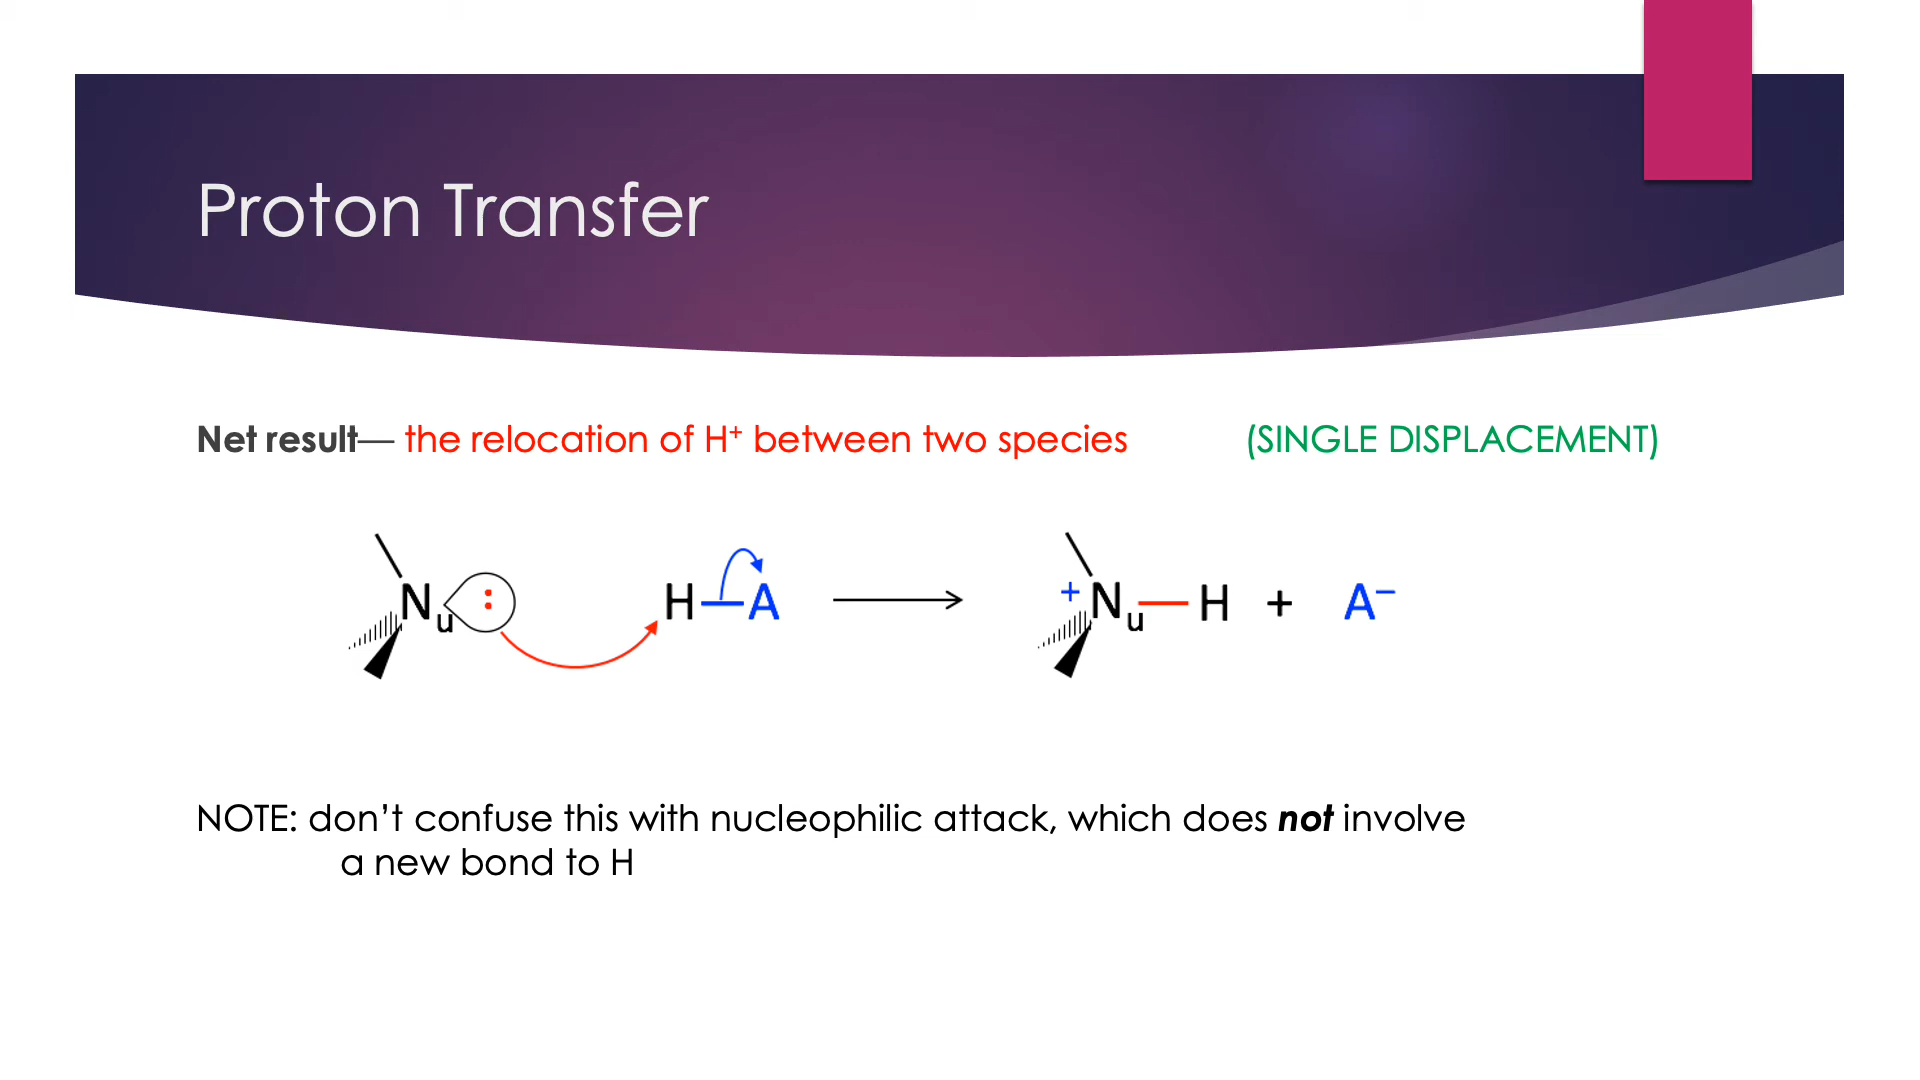 Proton Transfer
Net result— the relocation of H⁺ between two species (SINGLE DISPLACEMENT)
Nu : H—A ⟶ ⁺Nu—H + A⁻
NOTE: don’t confuse this with nucleophilic attack, which does not involve
a new bond to H